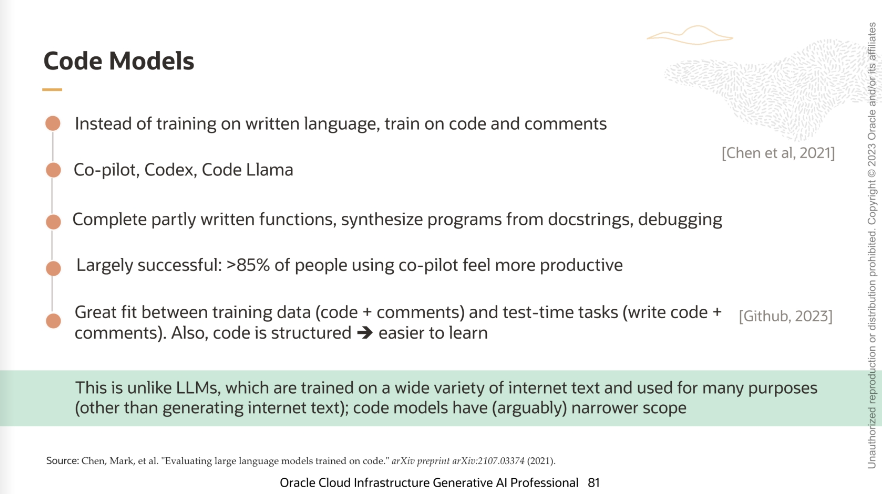 Code Models
Instead of training on written language, train on code and comments
[Chen et al, 2021]
Co-pilot, Codex, Code Llama
Complete partly written functions, synthesize programs from docstrings, debugging
Largely successful: >85% of people using co-pilot feel more productive
Great fit between training data (code + comments) and test-time tasks (write code +
comments). Also, code is structured 🡲 easier to learn
[Github, 2023]
This is unlike LLMs, which are trained on a wide variety of internet text and used for many purposes
(other than generating internet text); code models have (arguably) narrower scope
Source: Chen, Mark, et al. "Evaluating large language models trained on code." arXiv preprint arXiv:2107.03374 (2021).
Oracle Cloud Infrastructure Generative AI Professional 81
Unauthorized reproduction or distribution prohibited. Copyright © 2023 Oracle and/or its affiliates